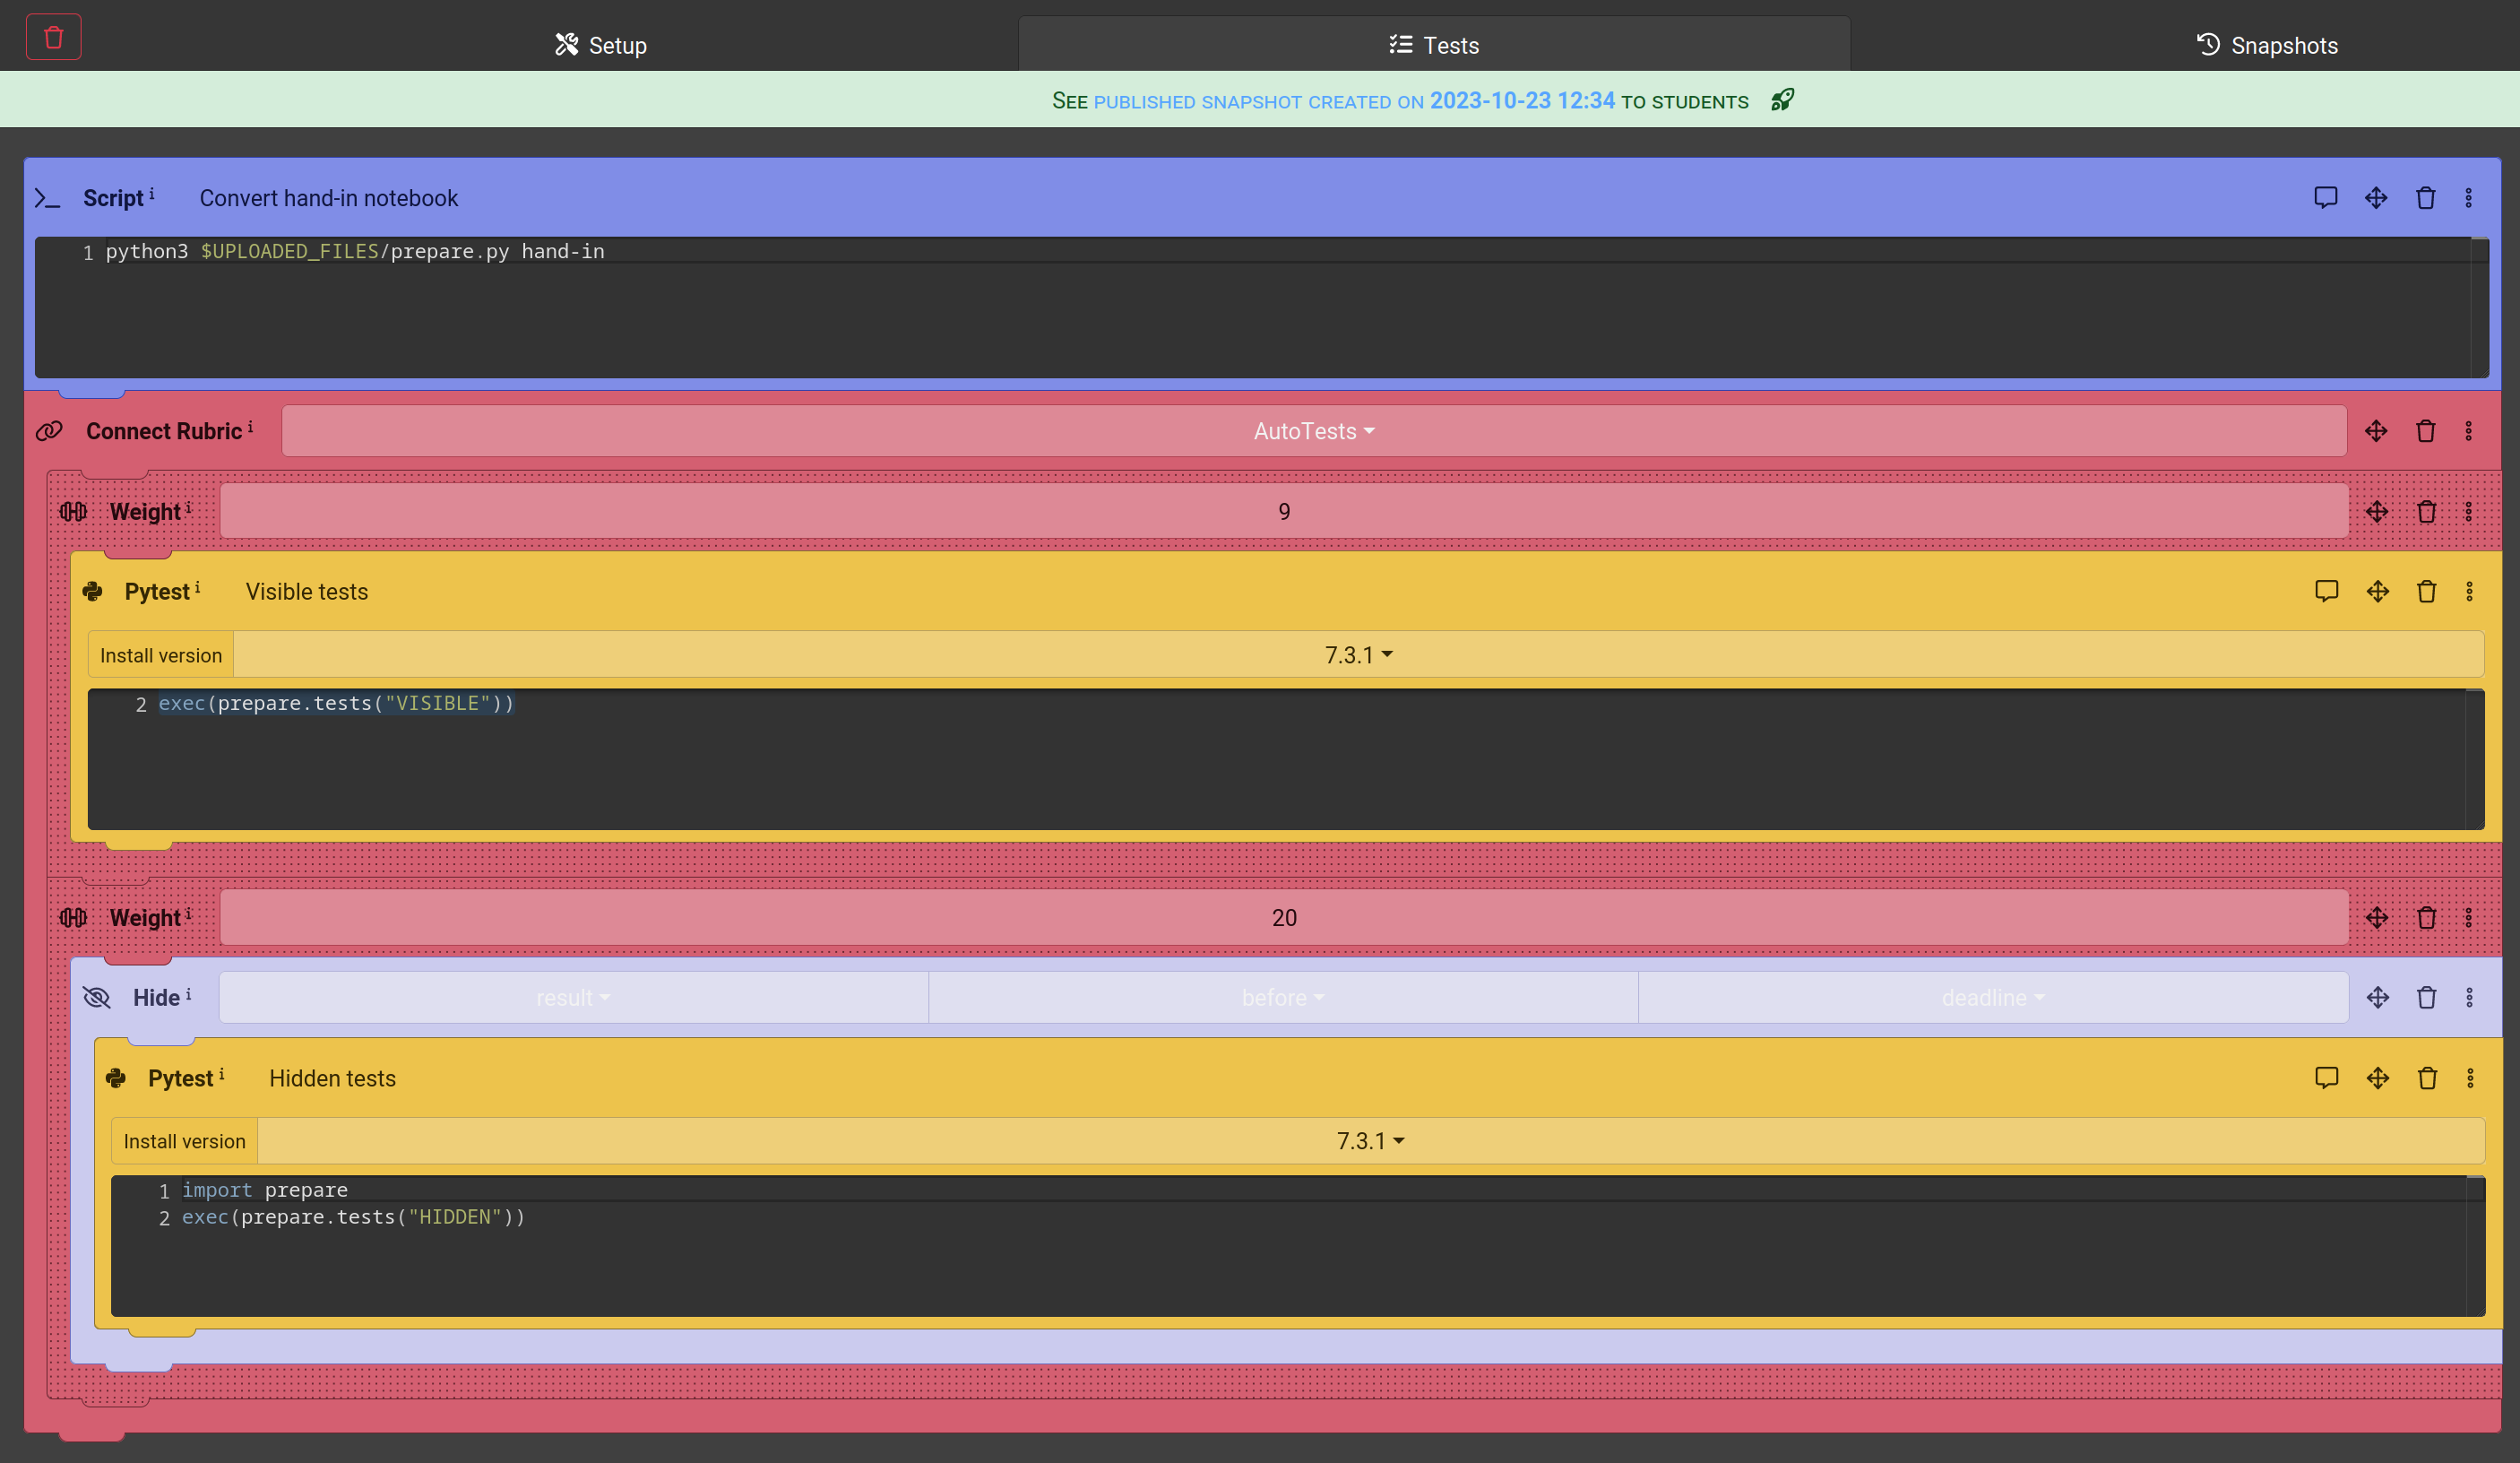 Setup
Tests
Snapshots
See published snapshot created on 2023-10-23 12:34 to students
Script i Convert hand-in notebook
1 python3 $UPLOADED_FILES/prepare.py hand-in
Connect Rubric i AutoTests
Weight i 9
Pytest i Visible tests
Install version 7.3.1
2 exec(prepare.tests("VISIBLE"))
Weight i 20
Hide i result before deadline
Pytest i Hidden tests
Install version 7.3.1
1 import prepare
2 exec(prepare.tests("HIDDEN"))